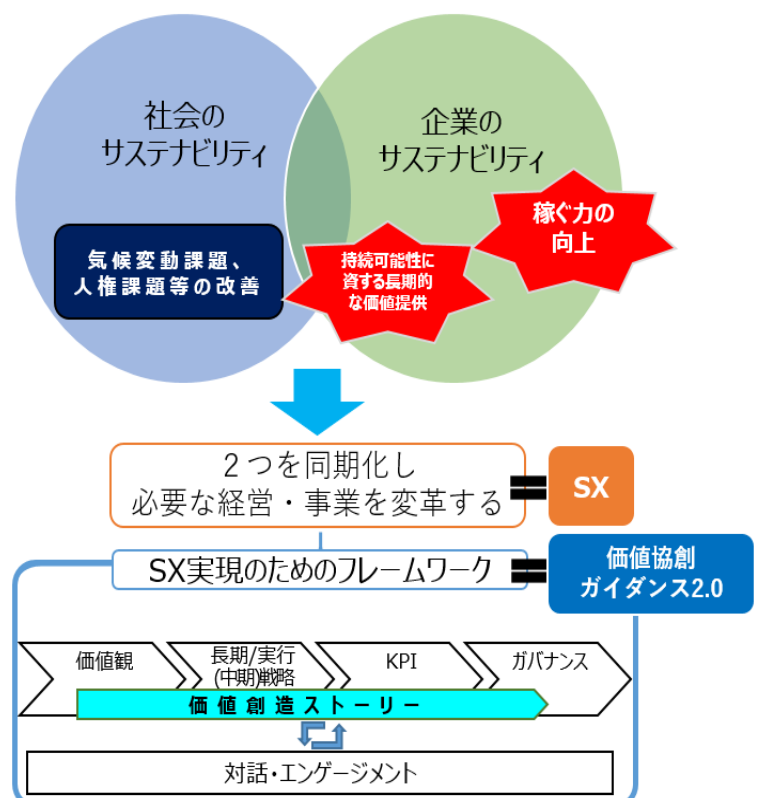 社会の
サステナビリティ
企業の
サステナビリティ
稼ぐ力の
向上
気候変動課題、
人権課題等の改善
持続可能性に
資する長期的
な価値提供
2つを同期化し
必要な経営・事業を変革する
SX
SX実現のためのフレームワーク
価値協創
ガイダンス2.0
価値観
長期/実行
(中期)戦略
KPI
ガバナンス
価値創造ストーリー
対話・エンゲージメント